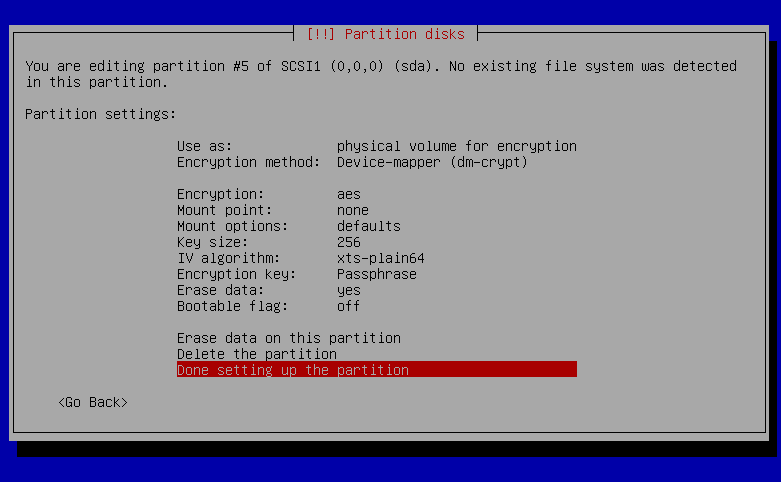 [!!] Partition disks
You are editing partition #5 of SCSI1 (0,0,0) (sda). No existing file system was detected
in this partition.
Partition settings:
Use as: physical volume for encryption
Encryption method: Device-mapper (dm-crypt)
Encryption: aes
Mount point: none
Mount options: defaults
Key size: 256
IV algorithm: xts-plain64
Encryption key: Passphrase
Erase data: yes
Bootable flag: off
Erase data on this partition
Delete the partition
Done setting up the partition
<Go Back>